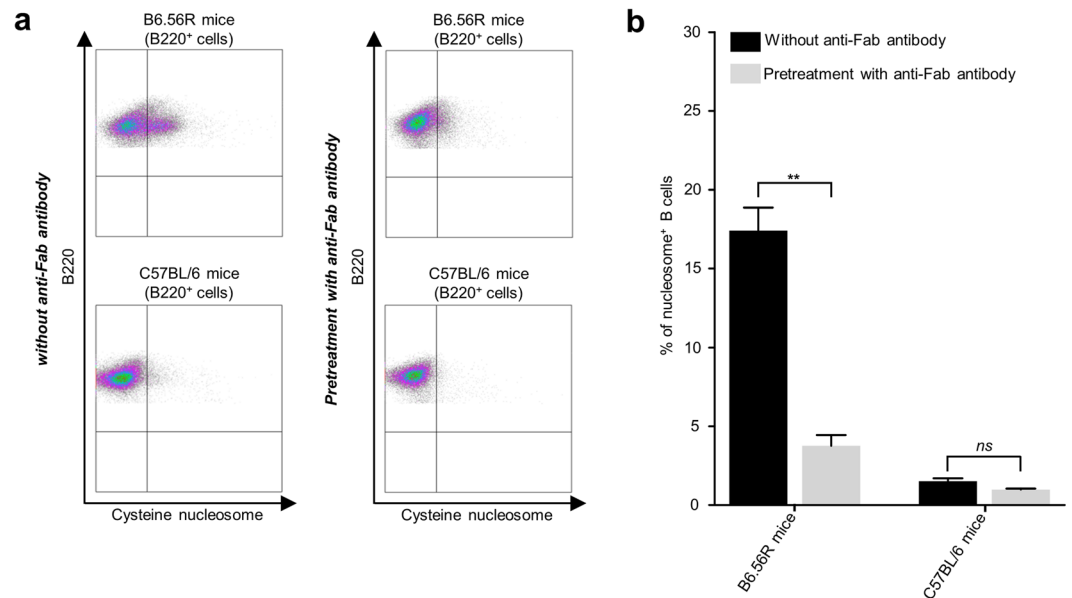 a
B6.56R mice
(B220⁺ cells)
B6.56R mice
(B220⁺ cells)
without anti-Fab antibody
B220
Pretreatment with anti-Fab antibody
B220
C57BL/6 mice
(B220⁺ cells)
C57BL/6 mice
(B220⁺ cells)
Cysteine nucleosome
Cysteine nucleosome
b
Without anti-Fab antibody
Pretreatment with anti-Fab antibody
% of nucleosome⁺ B cells
30
25
20
15
10
5
0
**
ns
B6.56R mice
C57BL/6 mice